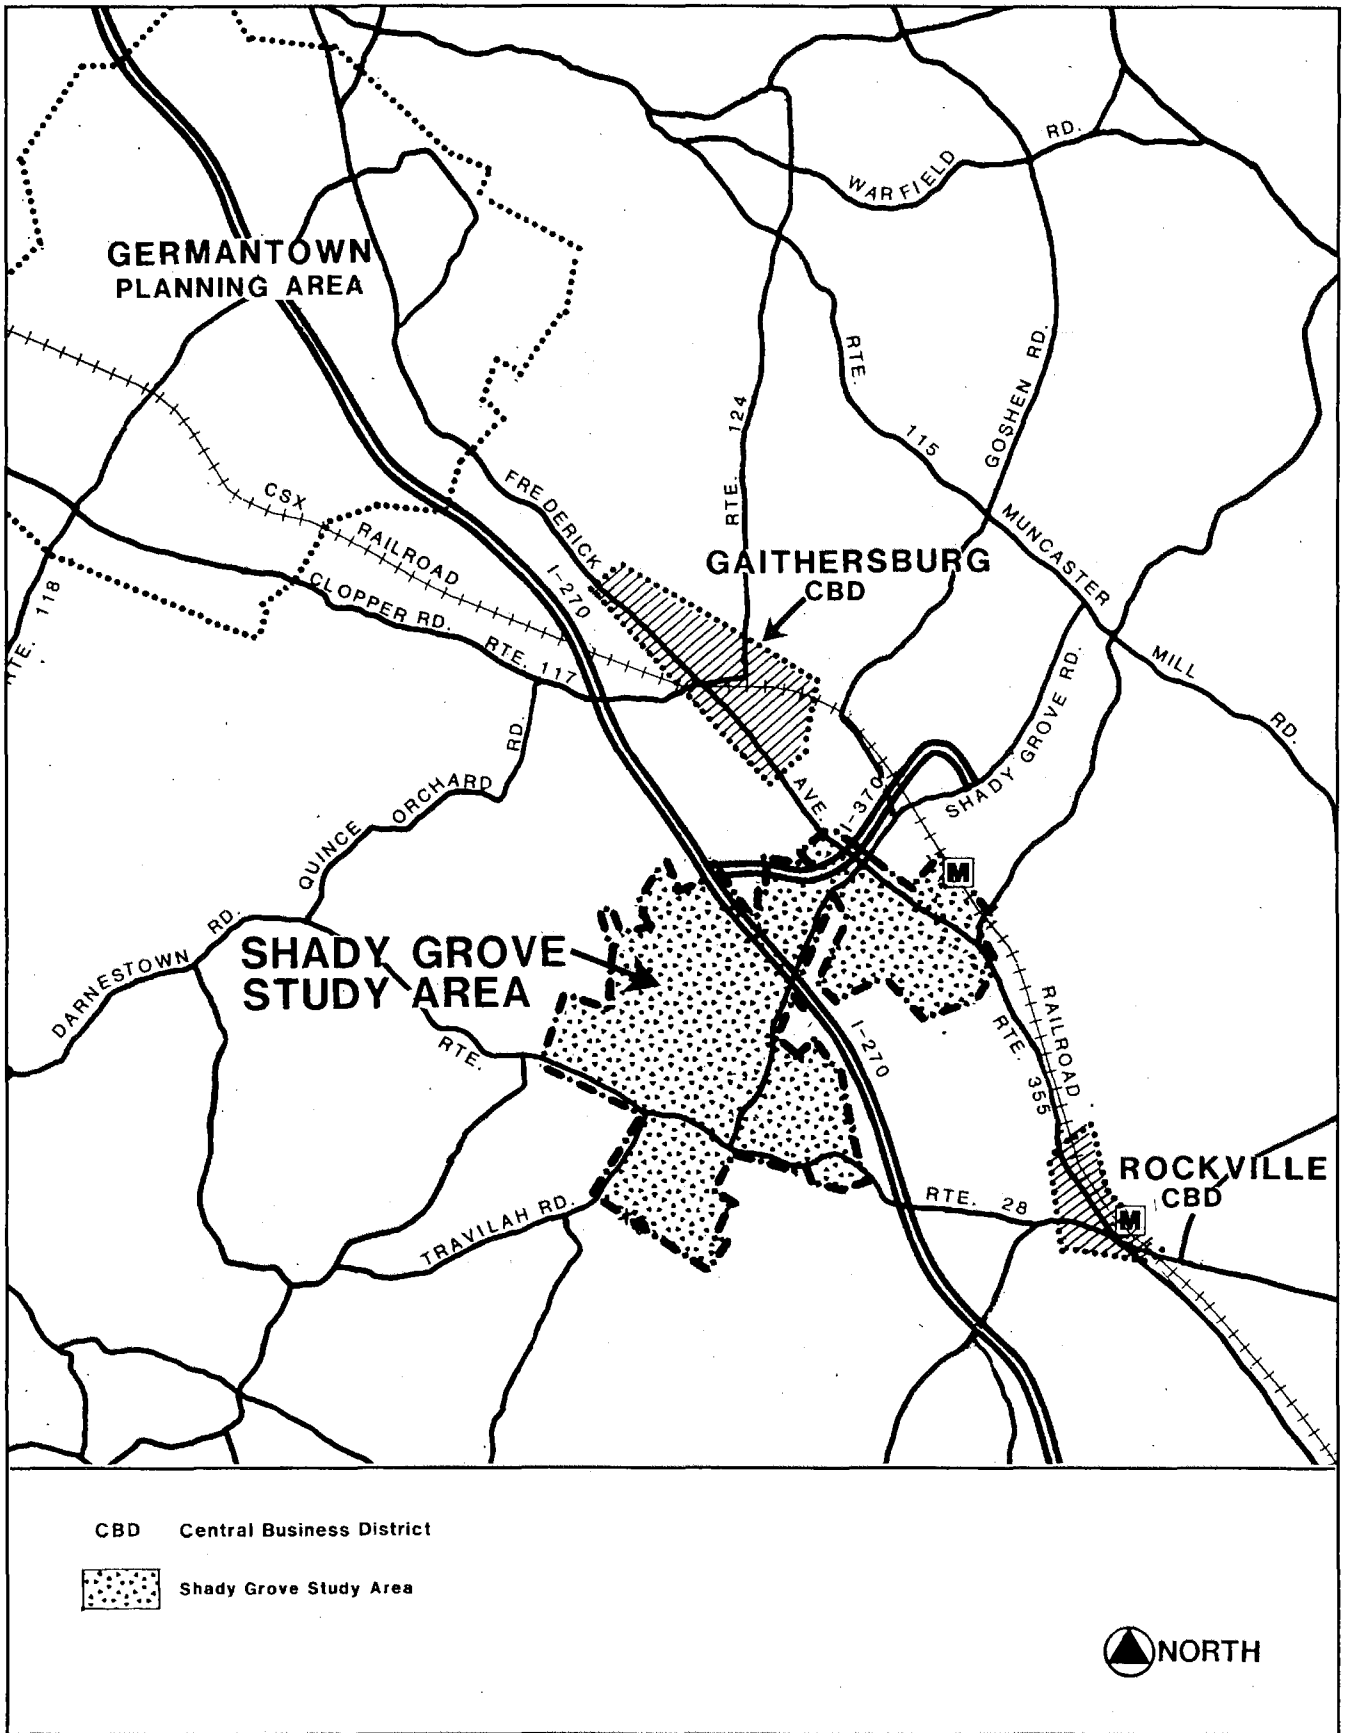 WARFIELD RD.
GERMANTOWN
PLANNING AREA
RTE. 115
GOSHEN RD.
RTE. 124
FREDERICK AVE.
CSX RAILROAD
MUNCASTER MILL RD.
GAITHERSBURG
CBD
I-270
CLOPPER RD.
RTE. 117
RTE. 118
SHADY GROVE RD.
QUINCE ORCHARD RD.
I-370
M
DARNESTOWN RD.
SHADY GROVE
STUDY AREA
RTE.
I-270
RTE. 355
RAILROAD
ROCKVILLE
CBD
M
RTE. 28
TRAVILAH RD.
CBD Central Business District
Shady Grove Study Area
NORTH